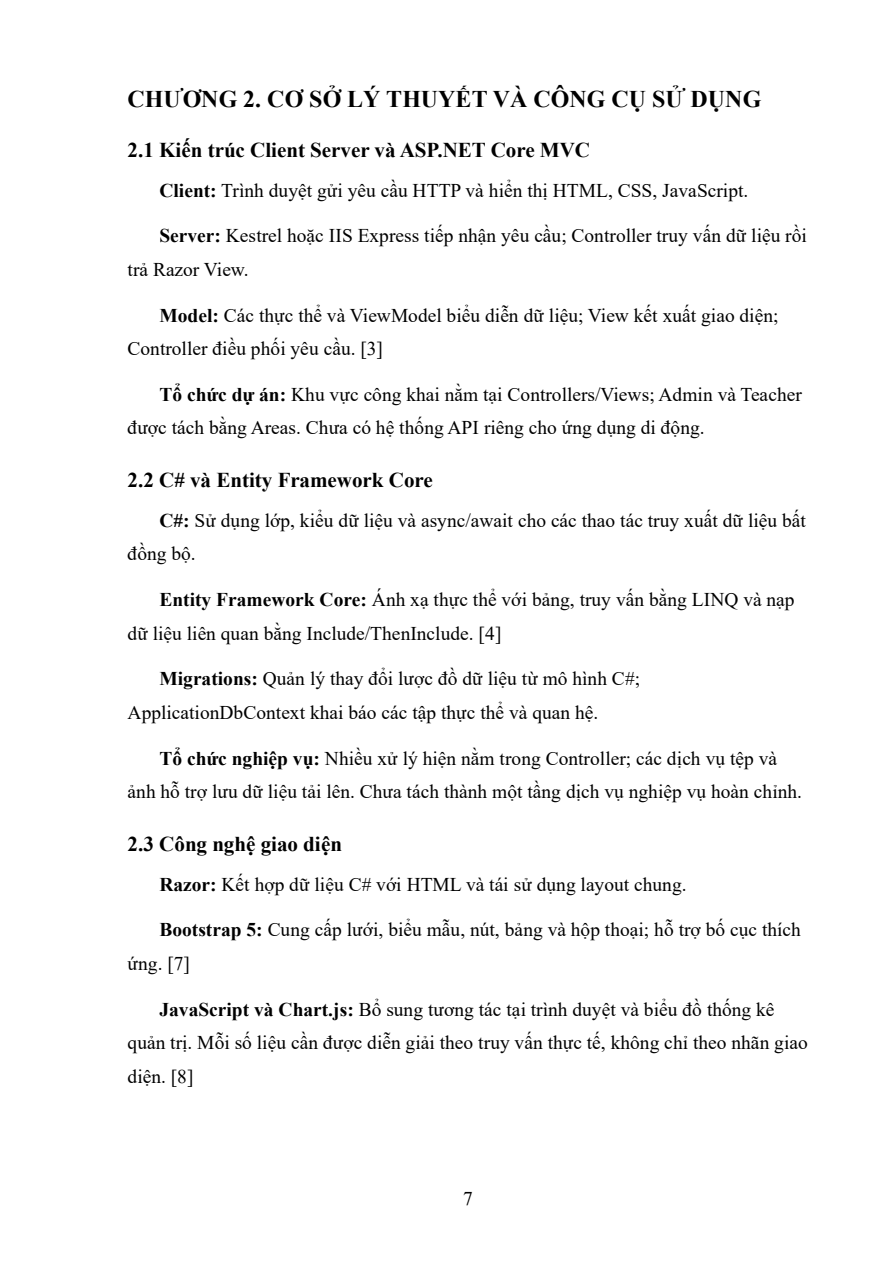 CHƯƠNG 2. CƠ SỞ LÝ THUYẾT VÀ CÔNG CỤ SỬ DỤNG
2.1 Kiến trúc Client Server và ASP.NET Core MVC
Client: Trình duyệt gửi yêu cầu HTTP và hiển thị HTML, CSS, JavaScript.
Server: Kestrel hoặc IIS Express tiếp nhận yêu cầu; Controller truy vấn dữ liệu rồi
trả Razor View.
Model: Các thực thể và ViewModel biểu diễn dữ liệu; View kết xuất giao diện;
Controller điều phối yêu cầu. [3]
Tổ chức dự án: Khu vực công khai nằm tại Controllers/Views; Admin và Teacher
được tách bằng Areas. Chưa có hệ thống API riêng cho ứng dụng di động.
2.2 C# và Entity Framework Core
C#: Sử dụng lớp, kiểu dữ liệu và async/await cho các thao tác truy xuất dữ liệu bất
đồng bộ.
Entity Framework Core: Ánh xạ thực thể với bảng, truy vấn bằng LINQ và nạp
dữ liệu liên quan bằng Include/ThenInclude. [4]
Migrations: Quản lý thay đổi lược đồ dữ liệu từ mô hình C#;
ApplicationDbContext khai báo các tập thực thể và quan hệ.
Tổ chức nghiệp vụ: Nhiều xử lý hiện nằm trong Controller; các dịch vụ tệp và
ảnh hỗ trợ lưu dữ liệu tải lên. Chưa tách thành một tầng dịch vụ nghiệp vụ hoàn chỉnh.
2.3 Công nghệ giao diện
Razor: Kết hợp dữ liệu C# với HTML và tái sử dụng layout chung.
Bootstrap 5: Cung cấp lưới, biểu mẫu, nút, bảng và hộp thoại; hỗ trợ bố cục thích
ứng. [7]
JavaScript và Chart.js: Bổ sung tương tác tại trình duyệt và biểu đồ thống kê
quản trị. Mỗi số liệu cần được diễn giải theo truy vấn thực tế, không chỉ theo nhãn giao
diện. [8]
7